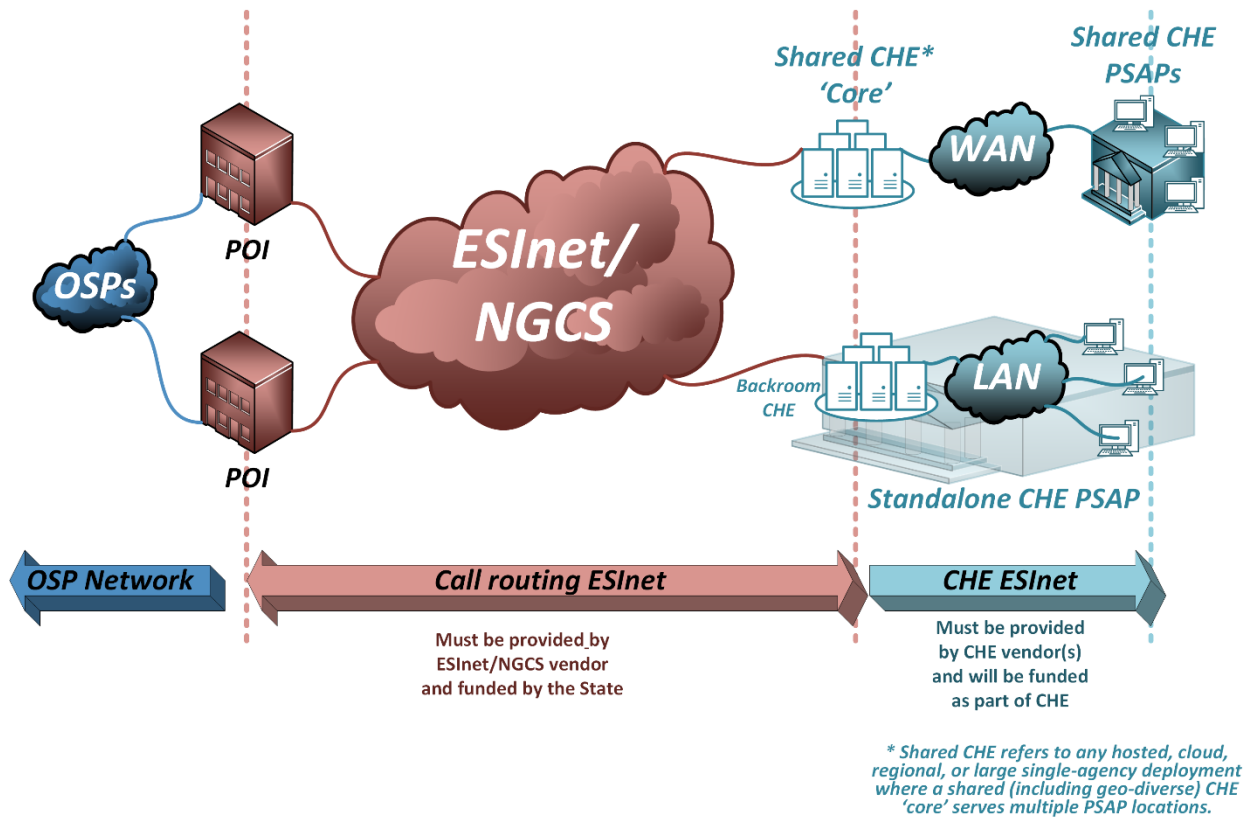 Shared CHE*
‘Core’
Shared CHE
PSAPs
WAN
POI
ESInet/
NGCS
OSPs
Backroom
CHE
LAN
POI
Standalone CHE PSAP
OSP Network
Call routing ESInet
CHE ESInet
Must be provided by
ESInet/NGCS vendor
and funded by the State
Must be provided
by CHE vendor(s)
and will be funded
as part of CHE
* Shared CHE refers to any hosted, cloud,
regional, or large single-agency deployment
where a shared (including geo-diverse) CHE
‘core’ serves multiple PSAP locations.